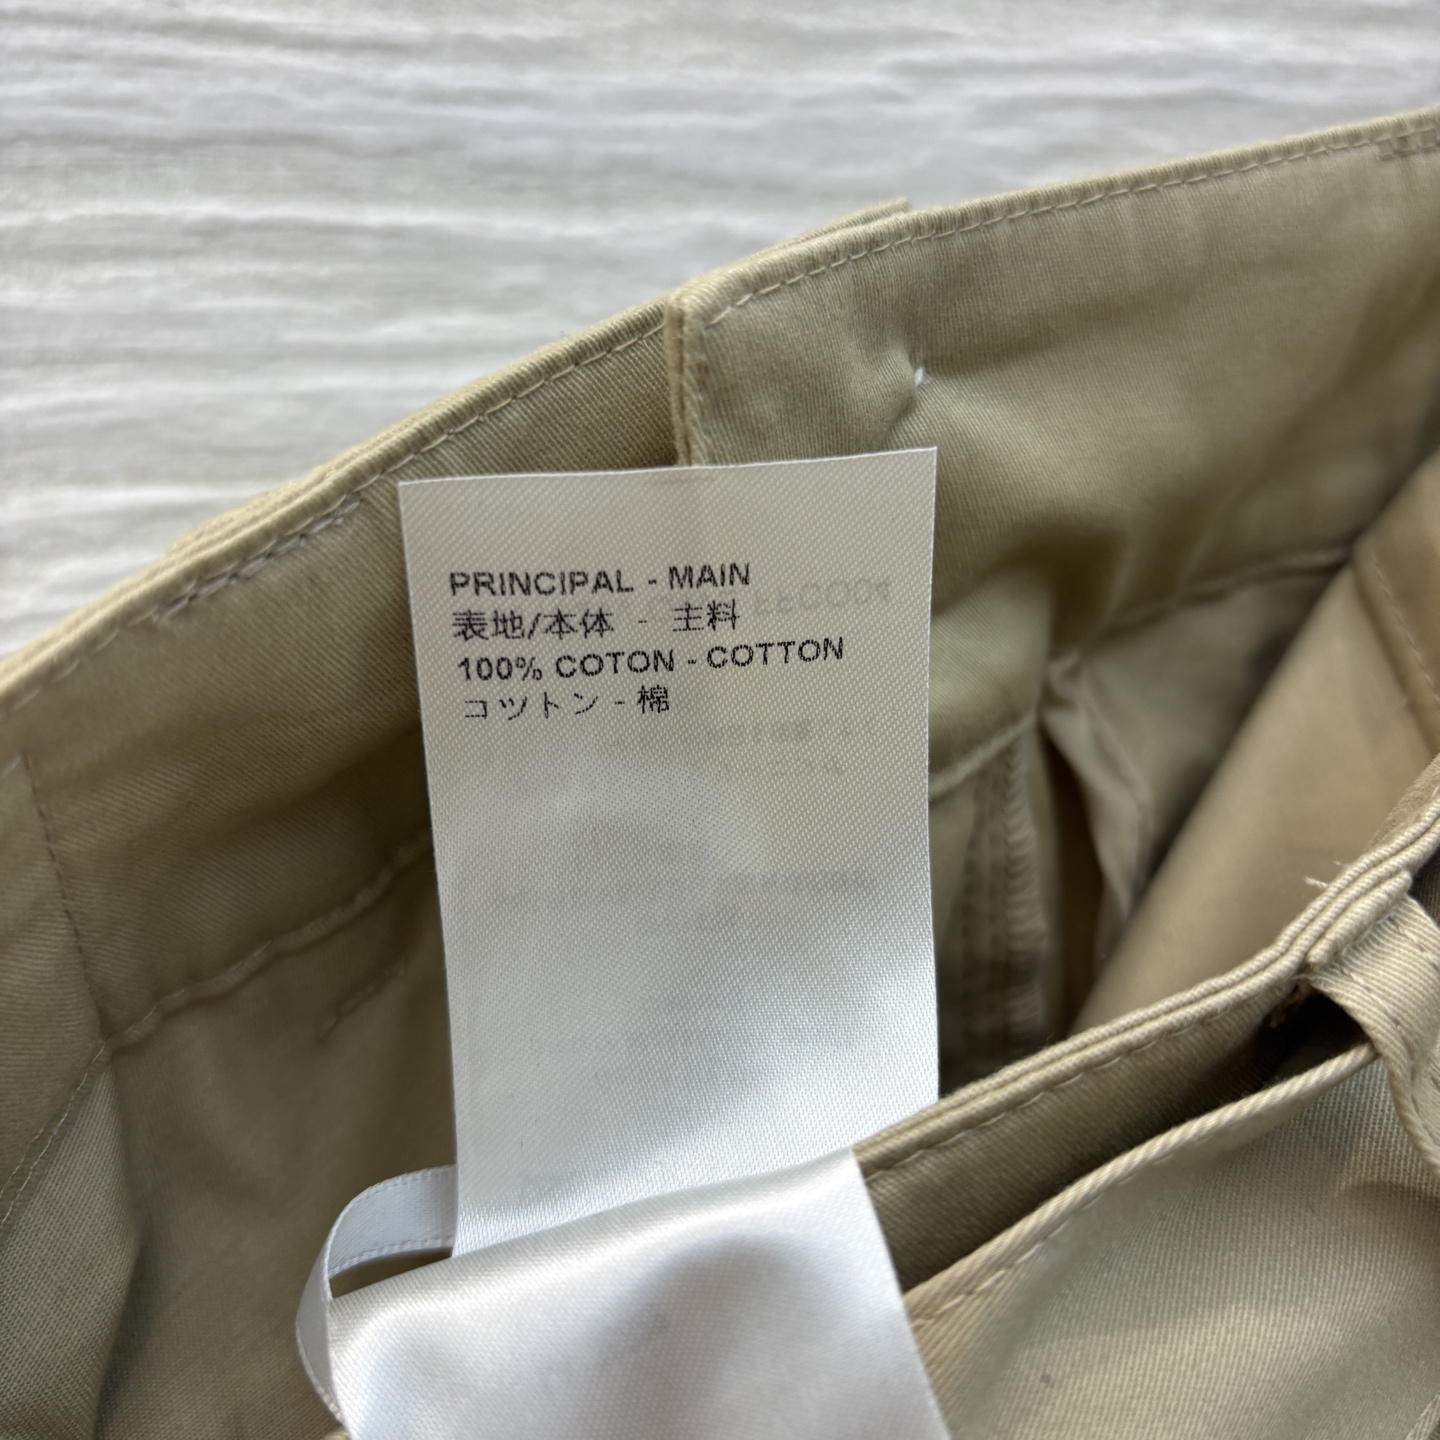 PRINCIPAL - MAIN
表地/本体 - 主料
100% COTON - COTTON
コットン - 棉